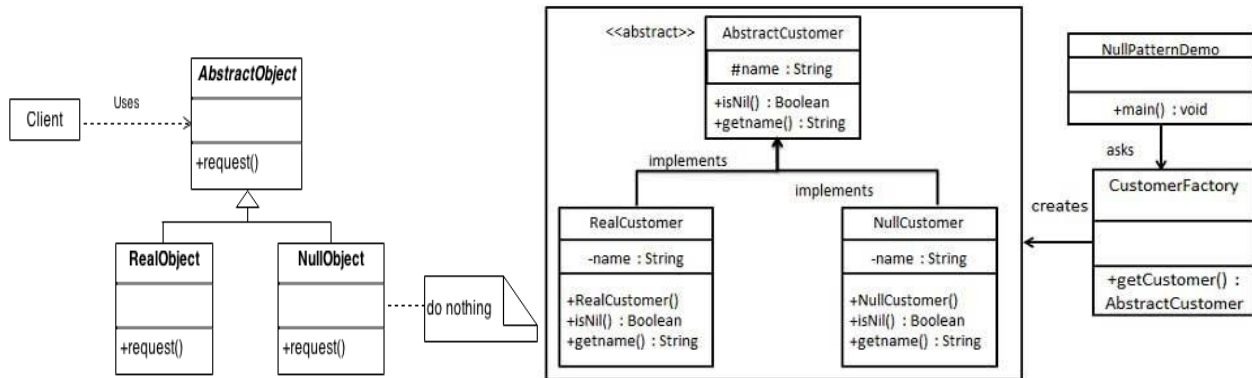 AbstractObject
Client
Uses
+request()
RealObject
NullObject
+request()
+request()
do nothing
<<abstract>>
AbstractCustomer
#name : String
+isNil() : Boolean
+getname() : String
implements
implements
RealCustomer
-name : String
+RealCustomer()
+isNil() : Boolean
+getname() : String
NullCustomer
-name : String
+NullCustomer()
+isNil() : Boolean
+getname() : String
NullPatternDemo
+main() : void
asks
CustomerFactory
creates
+getCustomer() :
AbstractCustomer